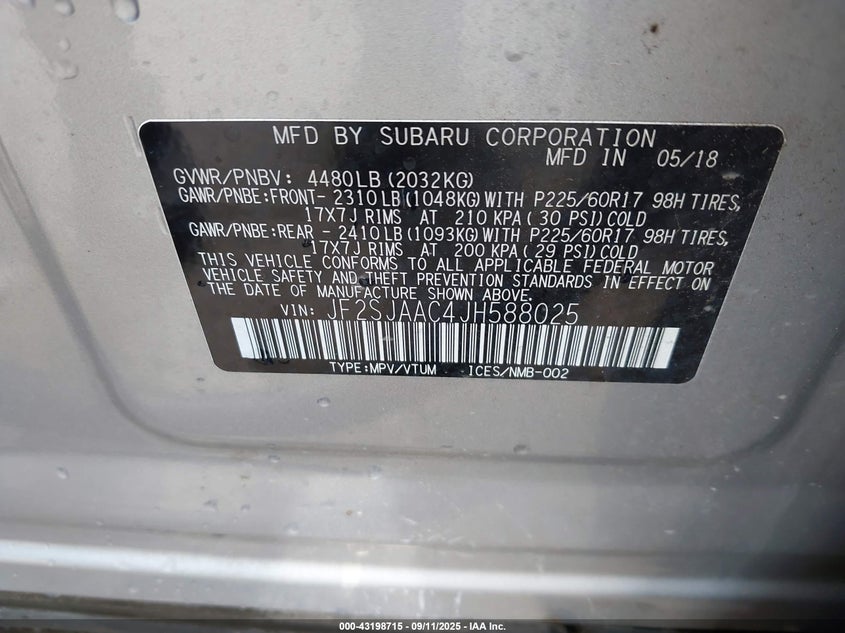 MFD BY SUBARU CORPORATION
MFD IN 05/18
GVWR/PNBV: 4480LB(2032KG)
GAWR/PNBE:FRONT- 2310LB(1048KG)WITH P225/60R17 98H TIRES,
17X7J RIMS AT 210 KPA( 30 PSI)COLD
GAWR/PNBE:REAR - 2410LB(1093KG)WITH P225/60R17 98H TIRES,
17X7J RIMS AT 200 KPA( 29 PSI)COLD
THIS VEHICLE CONFORMS TO ALL APPLICABLE FEDERAL MOTOR
VEHICLE SAFETY AND THEFT PREVENTION STANDARDS IN EFFECT ON
THE DATE OF MANUFACTURE SHOWN ABOVE.
VIN: JF2SJAAC4JH588025
TYPE:MPV/VTUM ICES/NMB-002
000-43198715 - 09/11/2025 - IAA Inc.